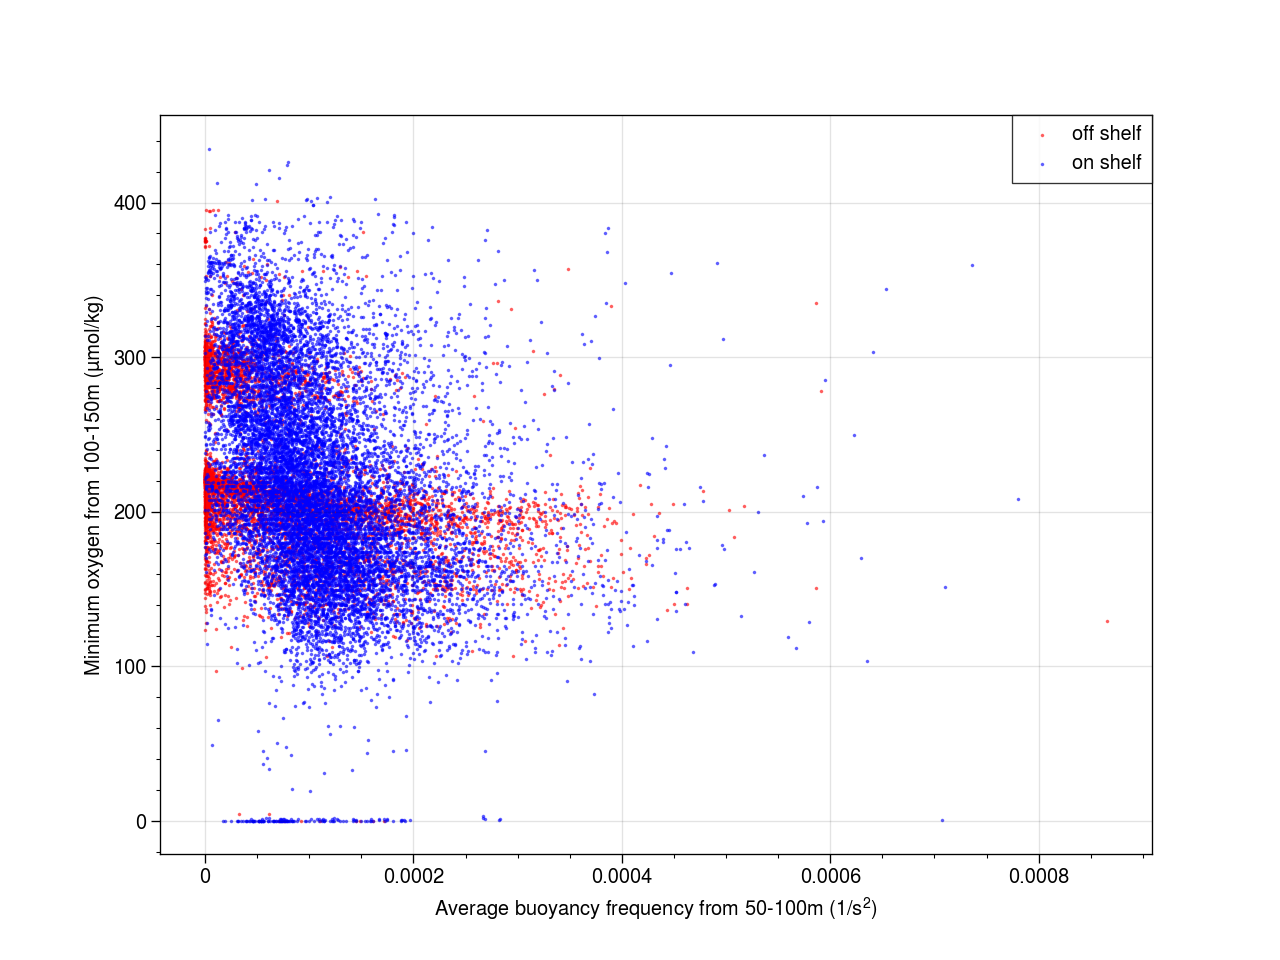 off shelf
on shelf
400
300
200
100
0
Minimum oxygen from 100-150m (μmol/kg)
0 0.0002 0.0004 0.0006 0.0008
Average buoyancy frequency from 50-100m (1/s²)